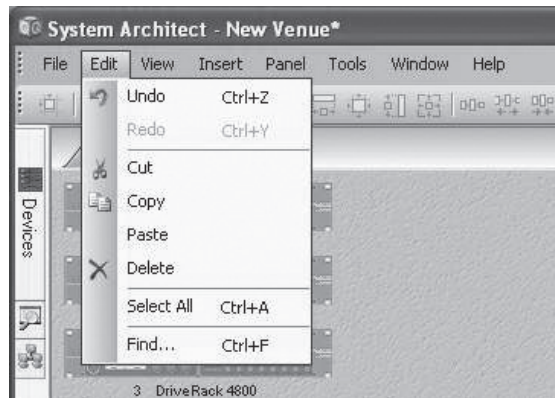 System Architect - New Venue*
File Edit View Insert Panel Tools Window Help
Undo Ctrl+Z
Redo Ctrl+Y
Cut
Copy
Paste
Delete
Select All Ctrl+A
Find... Ctrl+F
Devices
3 DriveRack 4800